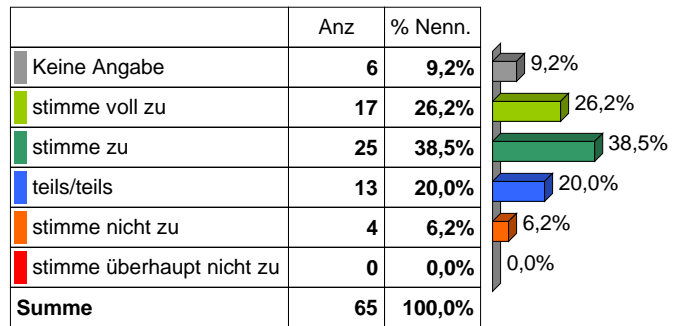 Anz % Nenn.
Keine Angabe 6 9,2% 9,2%
stimme voll zu 17 26,2% 26,2%
stimme zu 25 38,5% 38,5%
teils/teils 13 20,0% 20,0%
stimme nicht zu 4 6,2% 6,2%
stimme überhaupt nicht zu 0 0,0% 0,0%
Summe 65 100,0%